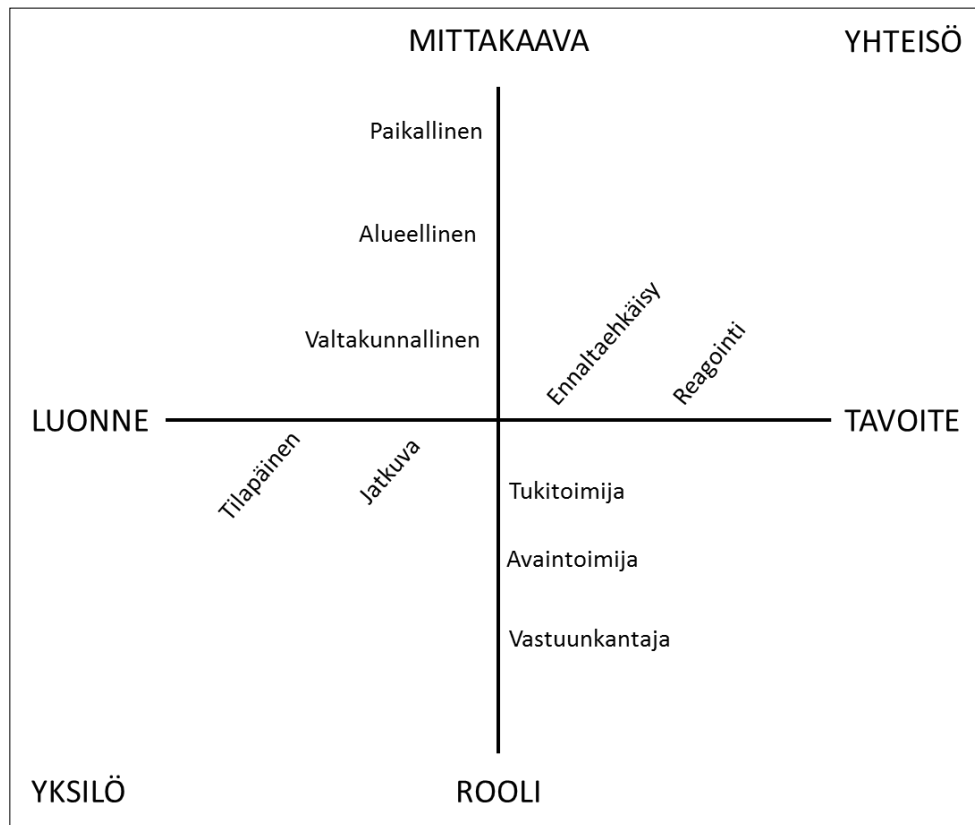 MITTAKAAVA
YHTEISÖ
Paikallinen
Alueellinen
Valtakunnallinen
Ennaltaehkäisy
Reagointi
LUONNE
TAVOITE
Tilapäinen
Jatkuva
Tukitoimija
Avaintoimija
Vastuunkantaja
YKSILÖ
ROOLI